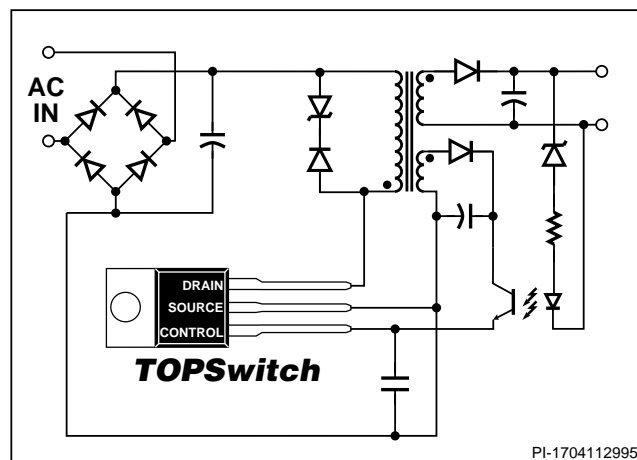 AC
IN
DRAIN
SOURCE
CONTROL
TOPSwitch
PI-1704112995